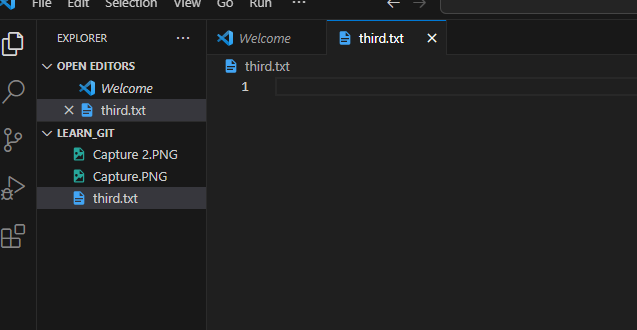 File Edit Selection View Go Run ···
EXPLORER ···
OPEN EDITORS
Welcome
third.txt
LEARN_GIT
Capture 2.PNG
Capture.PNG
third.txt
Welcome
third.txt
third.txt
1